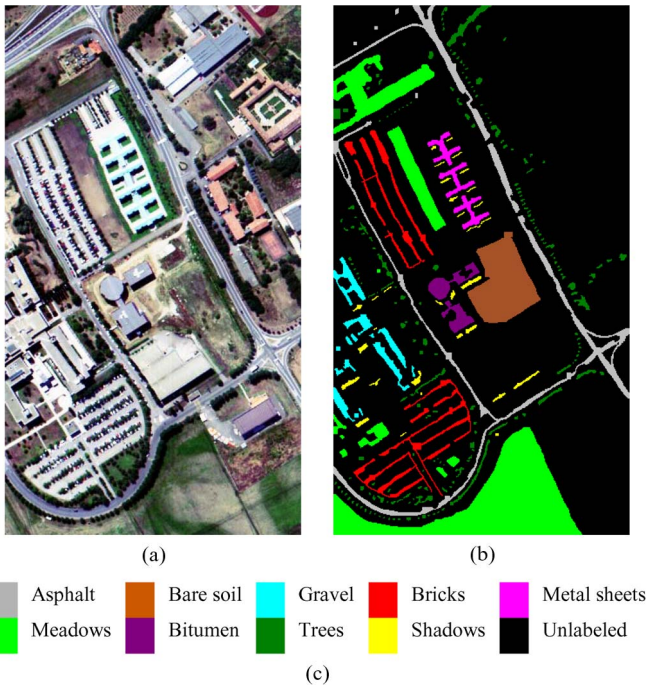 (a) (b)
Asphalt Bare soil Gravel Bricks Metal sheets
Meadows Bitumen Trees Shadows Unlabeled
(c)